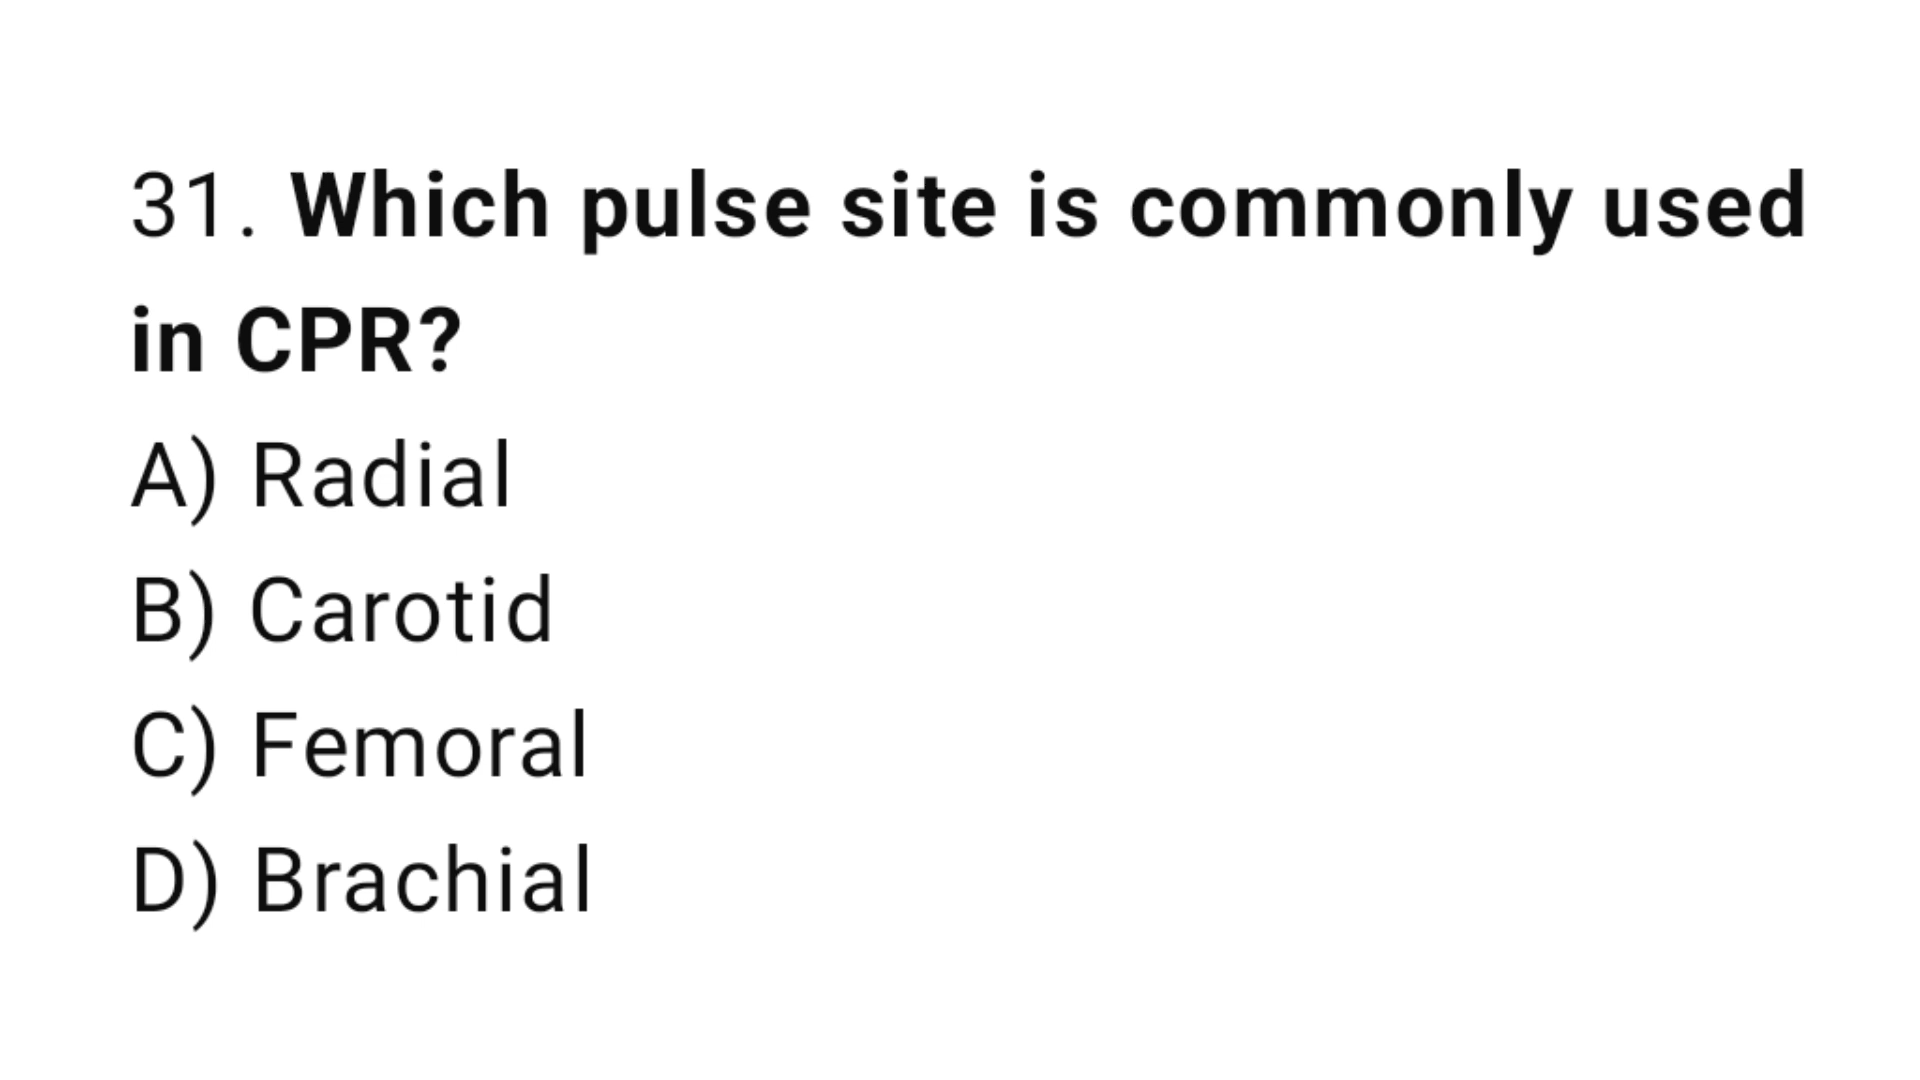 31. Which pulse site is commonly used
in CPR?
A) Radial
B) Carotid
C) Femoral
D) Brachial